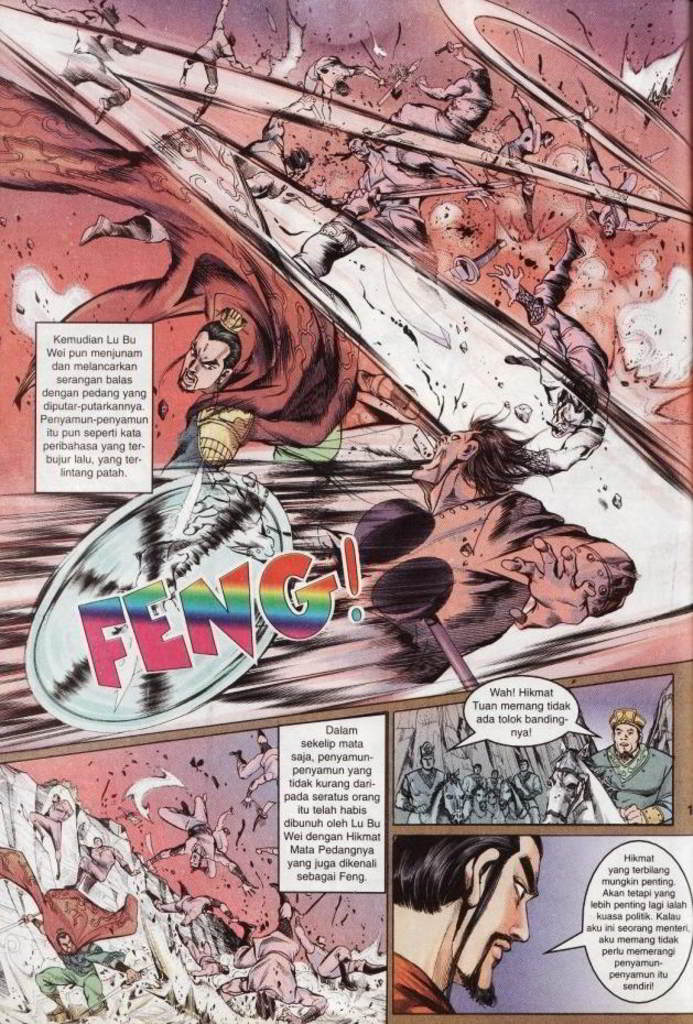 Kemudian Lu Bu
Wei pun menjunam
dan melancarkan
serangan balas
dengan pedang yang
diputar-putarkannya.
Penyamun-penyamun
itu pun seperti kata
peribahasa yang ter-
bujur lalu, yang ter-
lintang patah.
FENG!
Wah! Hikmat
Tuan memang tidak
ada tolok banding-
nya!
Dalam
sekelip mata
saja, penyamun-
penyamun yang
tidak kurang dari-
pada seratus orang
itu telah habis
dibunuh oleh Lu Bu
Wei dengan Hikmat
Mata Pedangnya
yang juga dikenali
sebagai Feng.
Hikmat
yang terbilang
mungkin penting.
Akan tetapi yang
lebih penting lagi ialah
kuasa politik. Kalau
aku ini seorang menteri,
aku memang tidak
perlu memerangi
penyamun-
penyamun itu
sendiri!